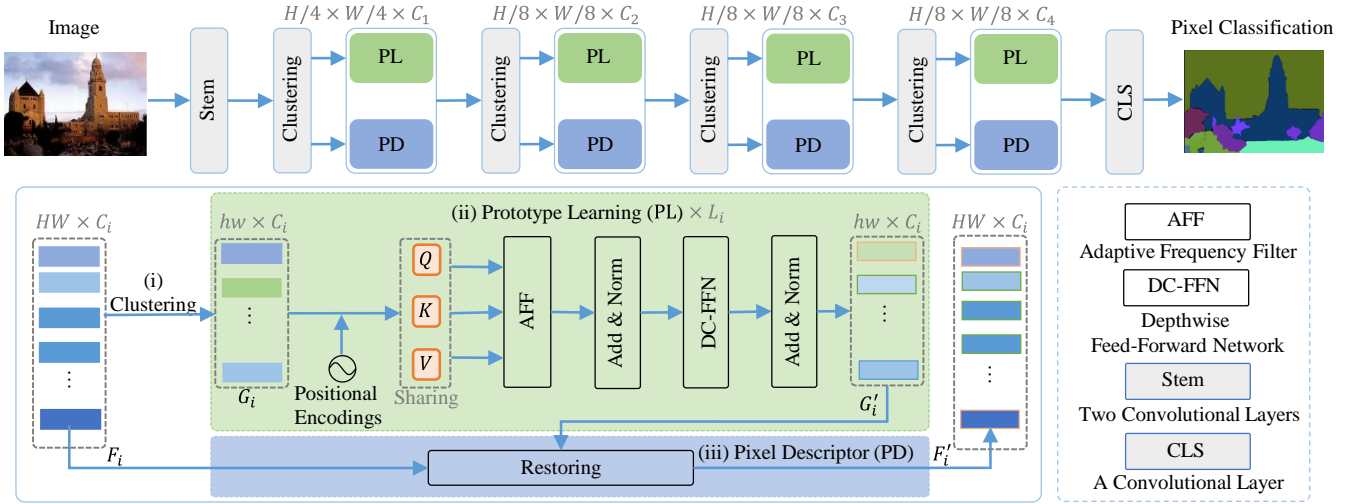 Image
Stem
H/4 × W/4 × C₁
Clustering
PL
PD
H/8 × W/8 × C₂
Clustering
PL
PD
H/8 × W/8 × C₃
Clustering
PL
PD
H/8 × W/8 × C₄
Clustering
PL
PD
CLS
Pixel Classification
HW × Cᵢ
(i)
Clustering
Fᵢ
hw × Cᵢ
Gᵢ
(ii) Prototype Learning (PL) × Lᵢ
Positional
Encodings
Q
K
V
Sharing
AFF
Add & Norm
DC-FFN
Add & Norm
hw × Cᵢ
Gᵢ′
Restoring
(iii) Pixel Descriptor (PD)
HW × Cᵢ
Fᵢ′
AFF
Adaptive Frequency Filter
DC-FFN
Depthwise
Feed-Forward Network
Stem
Two Convolutional Layers
CLS
A Convolutional Layer